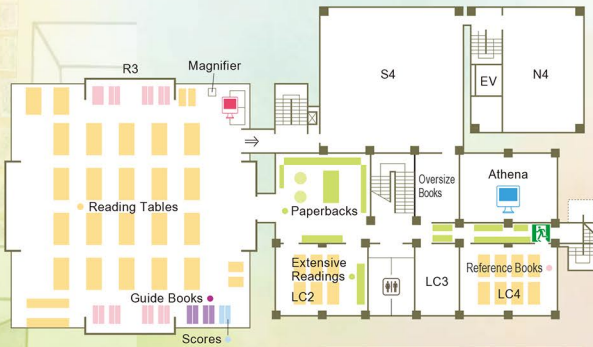 R3
Magnifier
S4
EV
N4
Oversize
Books
Athena
Reading Tables
Paperbacks
Extensive
Readings
LC2
LC3
Reference Books
LC4
Guide Books
Scores